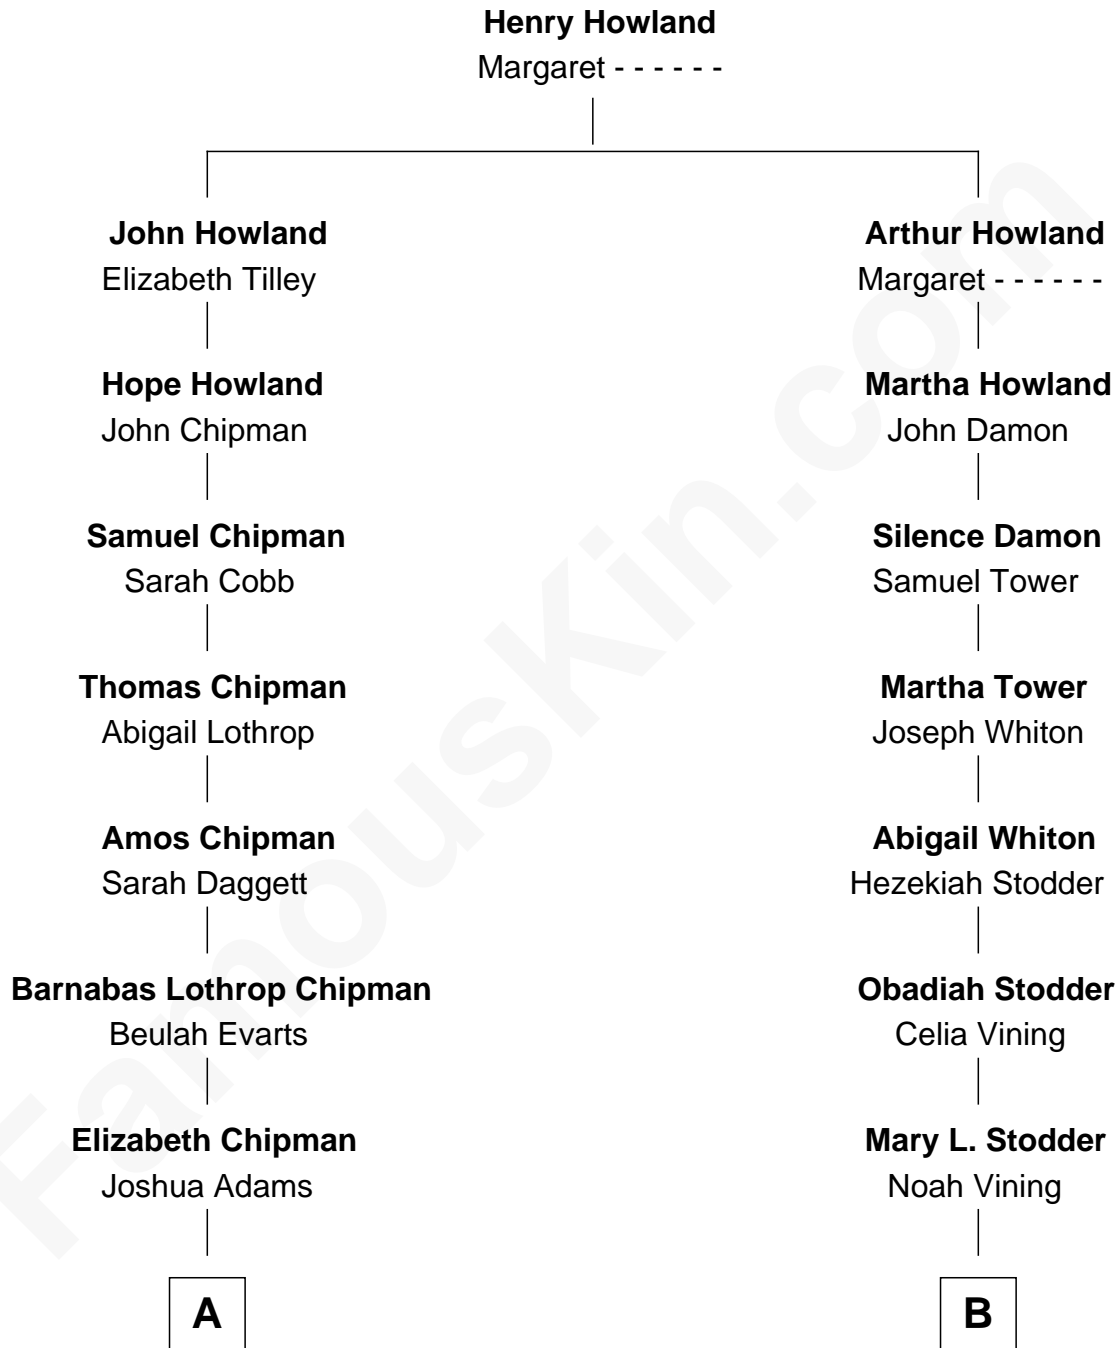 Henry Howland
Margaret - - - - - -
John Howland
Elizabeth Tilley
Arthur Howland
Margaret - - - - - -
Hope Howland
John Chipman
Martha Howland
John Damon
Samuel Chipman
Sarah Cobb
Silence Damon
Samuel Tower
Thomas Chipman
Abigail Lothrop
Martha Tower
Joseph Whiton
Amos Chipman
Sarah Daggett
Abigail Whiton
Hezekiah Stodder
Barnabas Lothrop Chipman
Beulah Evarts
Obadiah Stodder
Celia Vining
Elizabeth Chipman
Joshua Adams
Mary L. Stodder
Noah Vining
A
B
FamousKin.com